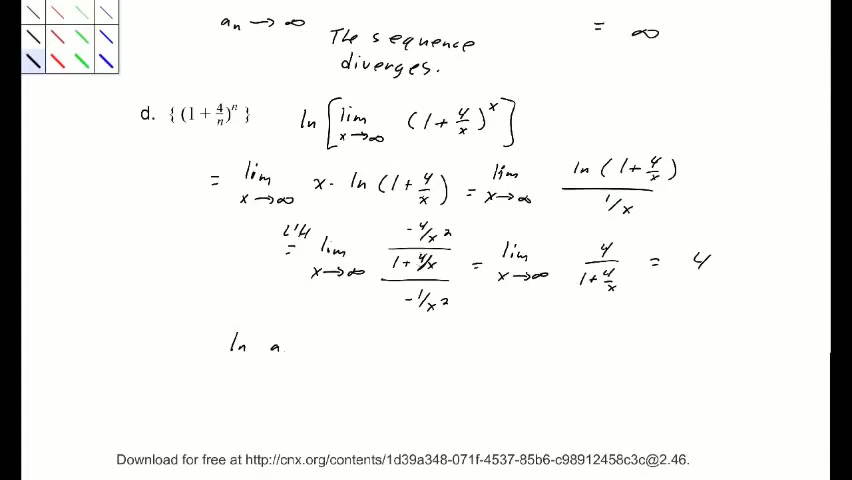 aₙ → ∞ The sequence diverges. = ∞
d. { (1 + 4/n)ⁿ } ln [ lim x→∞ (1 + 4/x)ˣ ]
= lim x→∞ x · ln (1 + 4/x) = lim x→∞ ln (1 + 4/x) / (1/x)
L'H = lim x→∞ ((-4/x²) / (1 + 4/x)) / (-1/x²) = lim x→∞ 4 / (1 + 4/x) = 4
ln a
Download for free at http://cnx.org/contents/1d39a348-071f-4537-85b6-c98912458c3c@2.46.